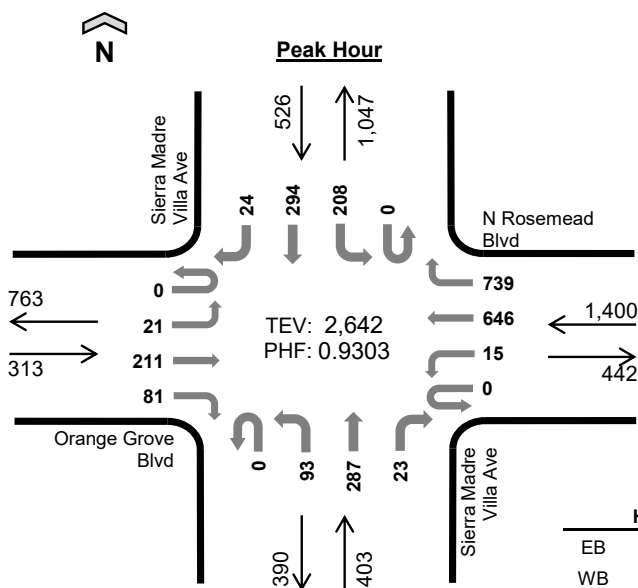 N
Peak Hour
526
1,047
Sierra Madre
Villa Ave
24
294
208
0
N Rosemead
Blvd
763
313
0
21
211
81
TEV: 2,642
PHF: 0.9303
739
646
15
0
1,400
442
Orange Grove
Blvd
0
93
287
23
Sierra Madre
Villa Ave
390
403
EB
WB